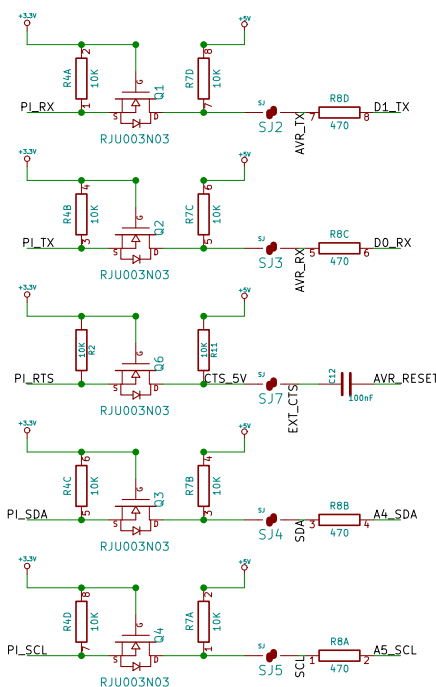 +3.3V
+5V
R4A
10K
2
1
G
S
D
Q1
RJU003N03
R7D
10K
8
7
PI_RX
SJ
SJ2
AVR_TX
R8D
7
8
470
D1_TX
+3.3V
+5V
R4B
10K
4
3
G
S
D
Q2
RJU003N03
R7C
10K
6
5
PI_TX
SJ
SJ3
AVR_RX
R8C
5
6
470
D0_RX
+3.3V
+5V
10K
R2
G
S
D
Q6
RJU003N03
10K
R11
PI_RTS
CTS_5V
SJ
SJ7
EXT_CTS
C12
100nF
AVR_RESET
+3.3V
+5V
R4C
10K
6
5
G
S
D
Q3
RJU003N03
R7B
10K
4
3
PI_SDA
SJ
SJ4
SDA
R8B
3
4
470
A4_SDA
+3.3V
+5V
R4D
10K
8
7
G
S
D
Q4
RJU003N03
R7A
10K
2
1
PI_SCL
SJ
SJ5
SCL
R8A
1
2
470
A5_SCL